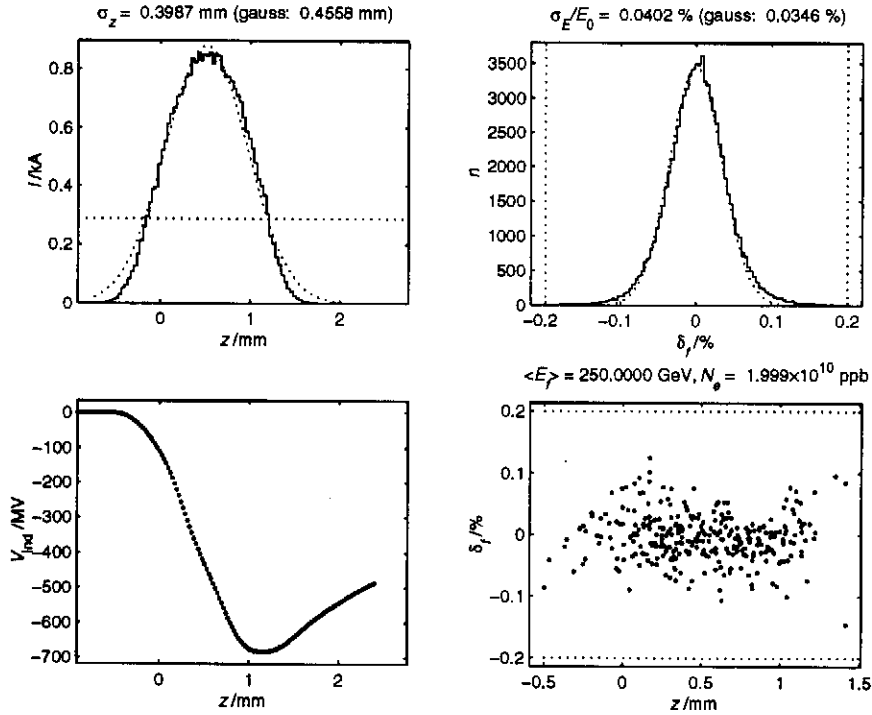 σz = 0.3987 mm (gauss: 0.4558 mm)
I/kA
0.8
0.6
0.4
0.2
0
0 1 2
z/mm
σE/E0 = 0.0402 % (gauss: 0.0346 %)
n
3500
3000
2500
2000
1500
1000
500
0
−0.2 −0.1 0 0.1 0.2
δf/%
Vind/MV
0
−100
−200
−300
−400
−500
−600
−700
0 1 2
z/mm
<Ef> = 250.0000 GeV, Ne = 1.999×10^10 ppb
δf/%
0.2
0.1
0
−0.1
−0.2
−0.5 0 0.5 1 1.5
z/mm